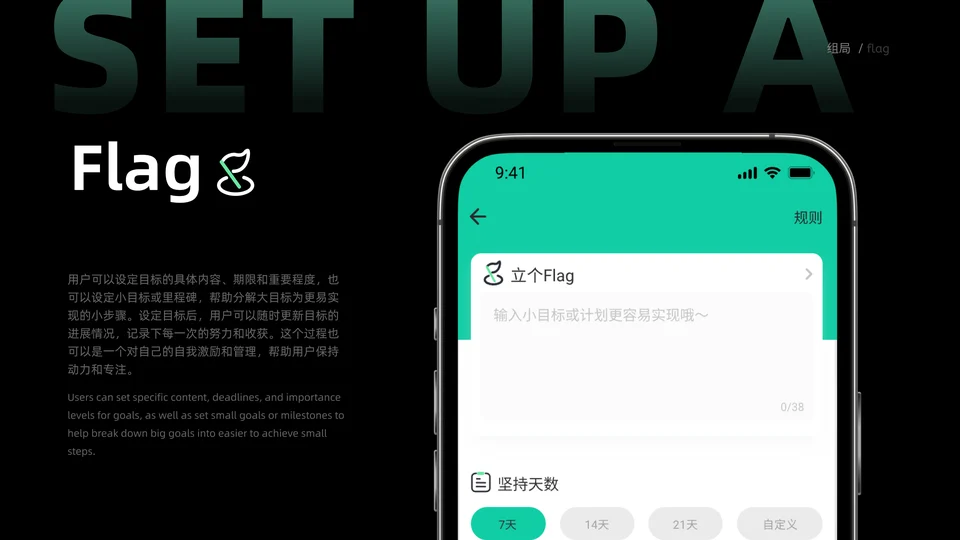 SET UP A
组局 / flag
Flag
用户可以设定目标的具体内容、期限和重要程度，也
可以设定小目标或里程碑，帮助分解大目标为更易实
现的小步骤。设定目标后，用户可以随时更新目标的
进展情况，记录下每一次的努力和收获。这个过程也
可以是一个对自己的自我激励和管理，帮助用户保持
动力和专注。
Users can set specific content, deadlines, and importance
levels for goals, as well as set small goals or milestones to
help break down big goals into easier to achieve small
steps.
9:41
规则
立个Flag
输入小目标或计划更容易实现哦～
0/38
坚持天数
7天 14天 21天 自定义